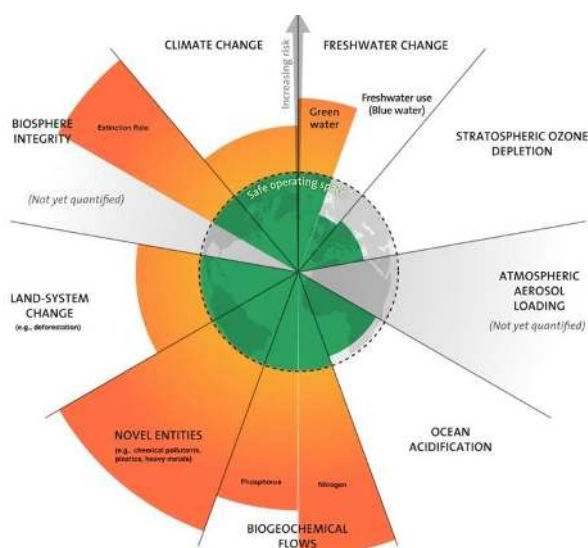 CLIMATE CHANGE
FRESHWATER CHANGE
Increasing risk
Green
water
Freshwater use
(Blue water)
BIOSPHERE
INTEGRITY
Extinction Rate
STRATOSPHERIC OZONE
DEPLETION
Safe operating space
(Not yet quantified)
LAND-SYSTEM
CHANGE
(e.g., deforestation)
ATMOSPHERIC
AEROSOL
LOADING
(Not yet quantified)
NOVEL ENTITIES
(e.g., chemical pollutants,
plastics, heavy metals)
OCEAN
ACIDIFICATION
Phosphorus
Nitrogen
BIOGEOCHEMICAL
FLOWS